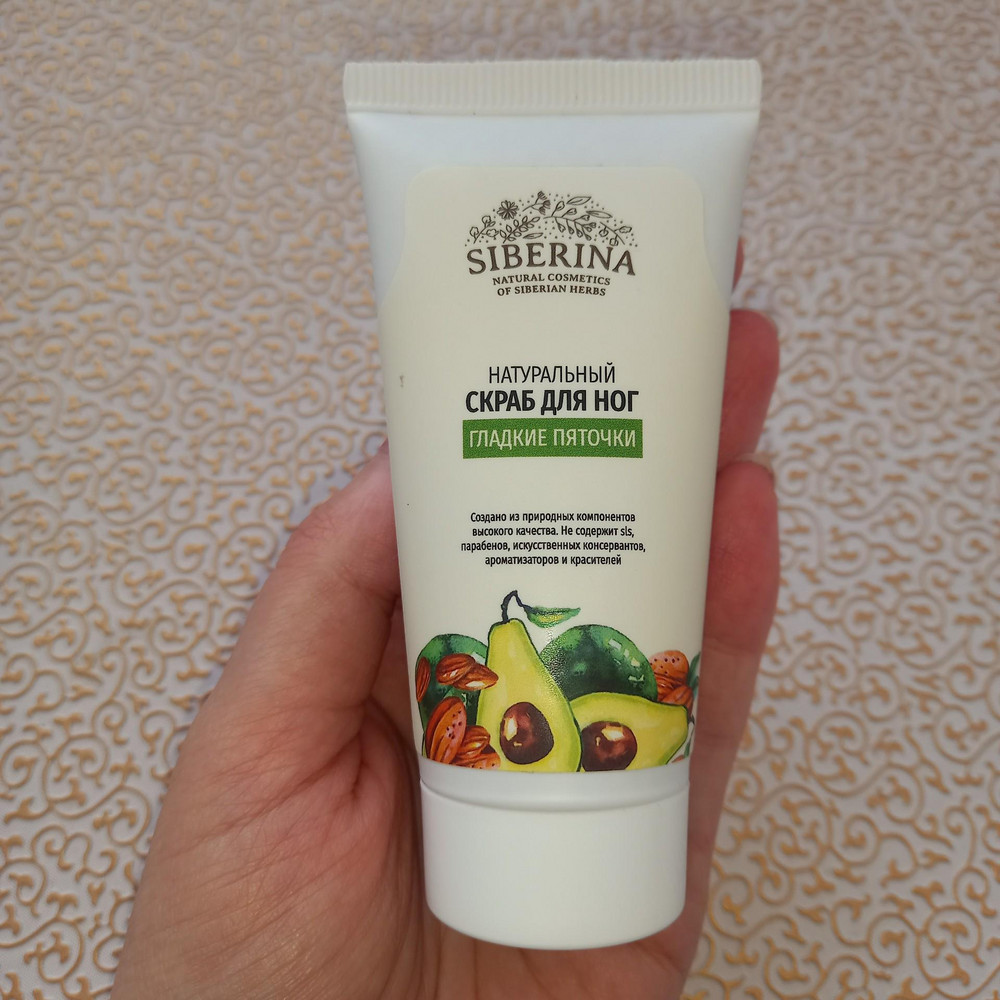 SIBERINA
NATURAL COSMETICS
OF SIBERIAN HERBS
НАТУРАЛЬНЫЙ
СКРАБ ДЛЯ НОГ
ГЛАДКИЕ ПЯТОЧКИ
Создано из природных компонентов
высокого качества. Не содержит sls,
парабенов, искусственных консервантов,
ароматизаторов и красителей